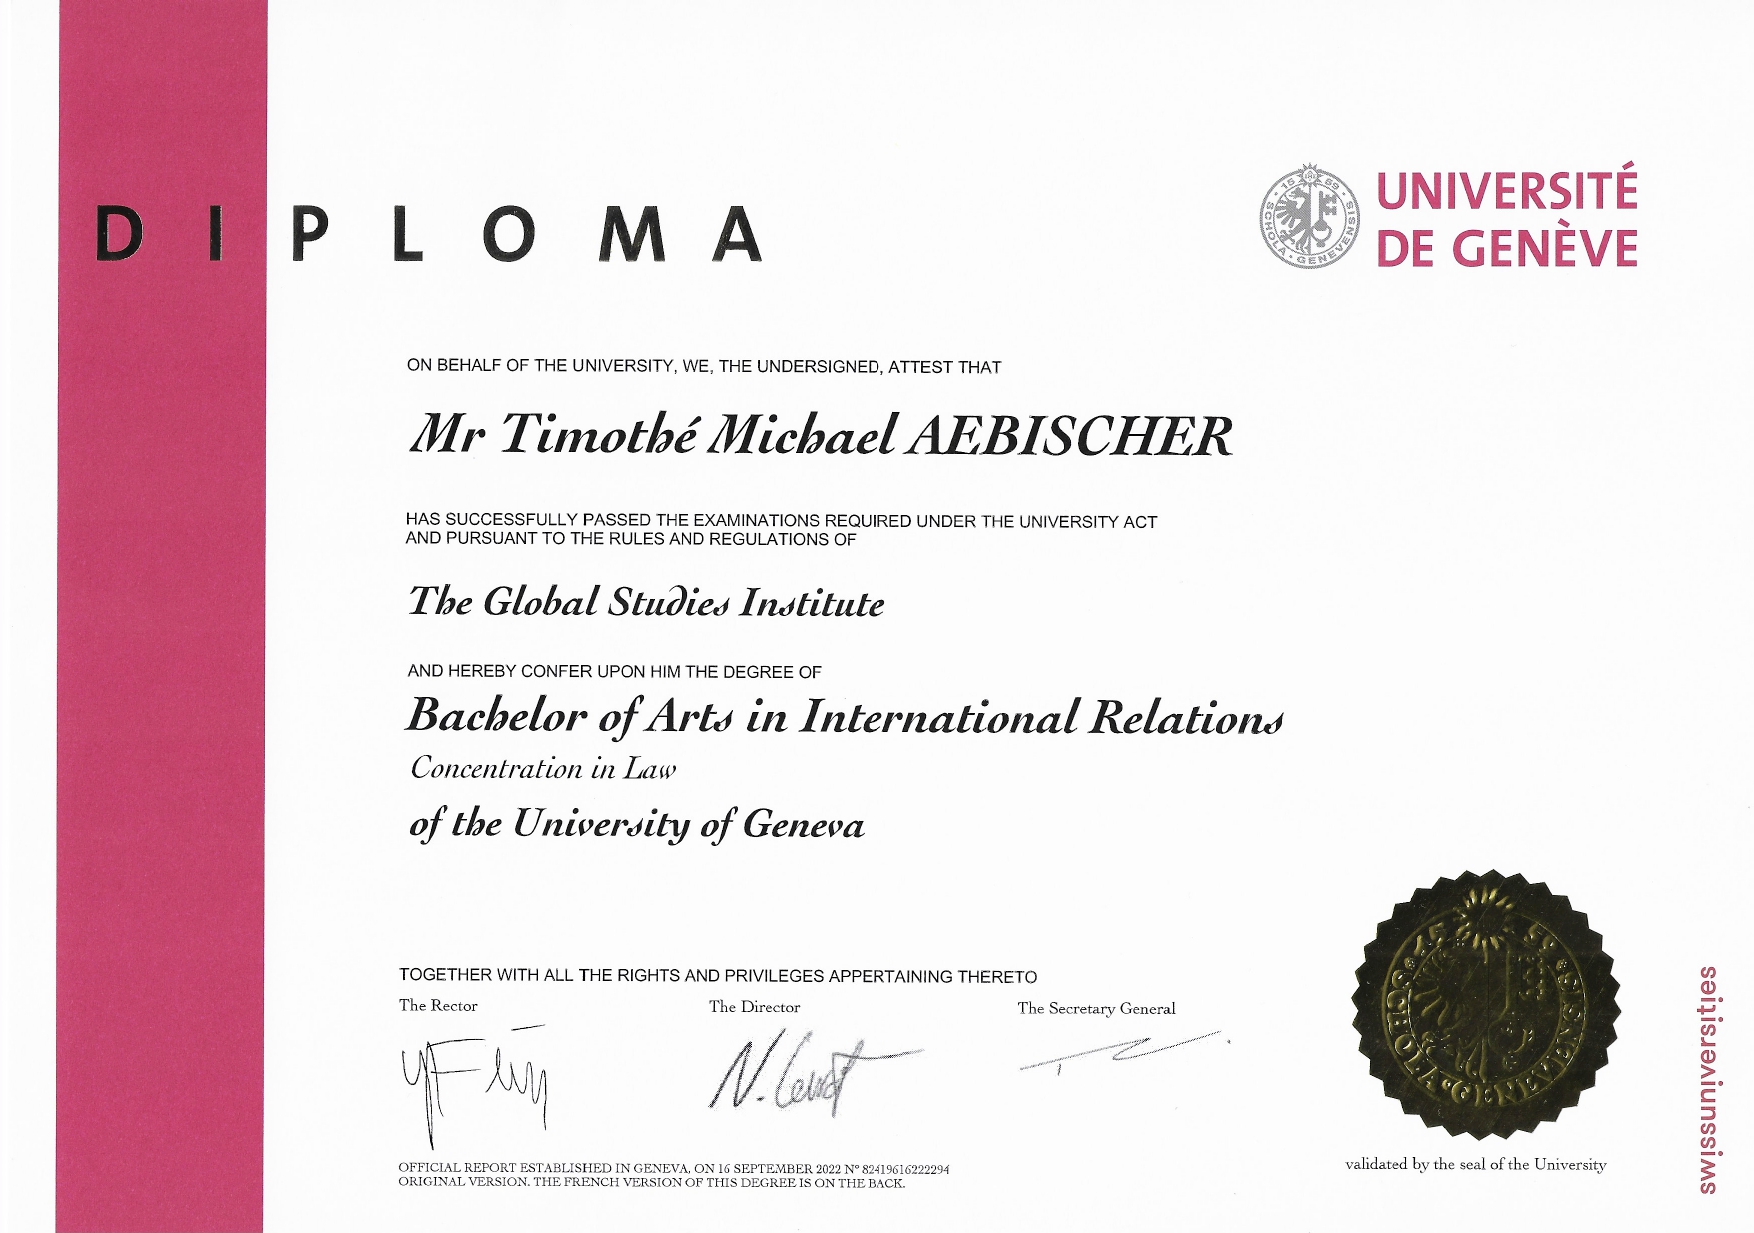 DIPLOMA
UNIVERSITÉ
DE GENÈVE
SCHOLA GENEVENSIS
1559
ON BEHALF OF THE UNIVERSITY, WE, THE UNDERSIGNED, ATTEST THAT
Mr Timothé Michael AEBISCHER
HAS SUCCESSFULLY PASSED THE EXAMINATIONS REQUIRED UNDER THE UNIVERSITY ACT
AND PURSUANT TO THE RULES AND REGULATIONS OF
The Global Studies Institute
AND HEREBY CONFER UPON HIM THE DEGREE OF
Bachelor of Arts in International Relations
Concentration in Law
of the University of Geneva
TOGETHER WITH ALL THE RIGHTS AND PRIVILEGES APPERTAINING THERETO
The Rector
The Director
The Secretary General
OFFICIAL REPORT ESTABLISHED IN GENEVA, ON 16 SEPTEMBER 2022 N° 82419616222294
ORIGINAL VERSION. THE FRENCH VERSION OF THIS DEGREE IS ON THE BACK.
1559
SCHOLA GENEVENSIS
validated by the seal of the University
swissuniversities